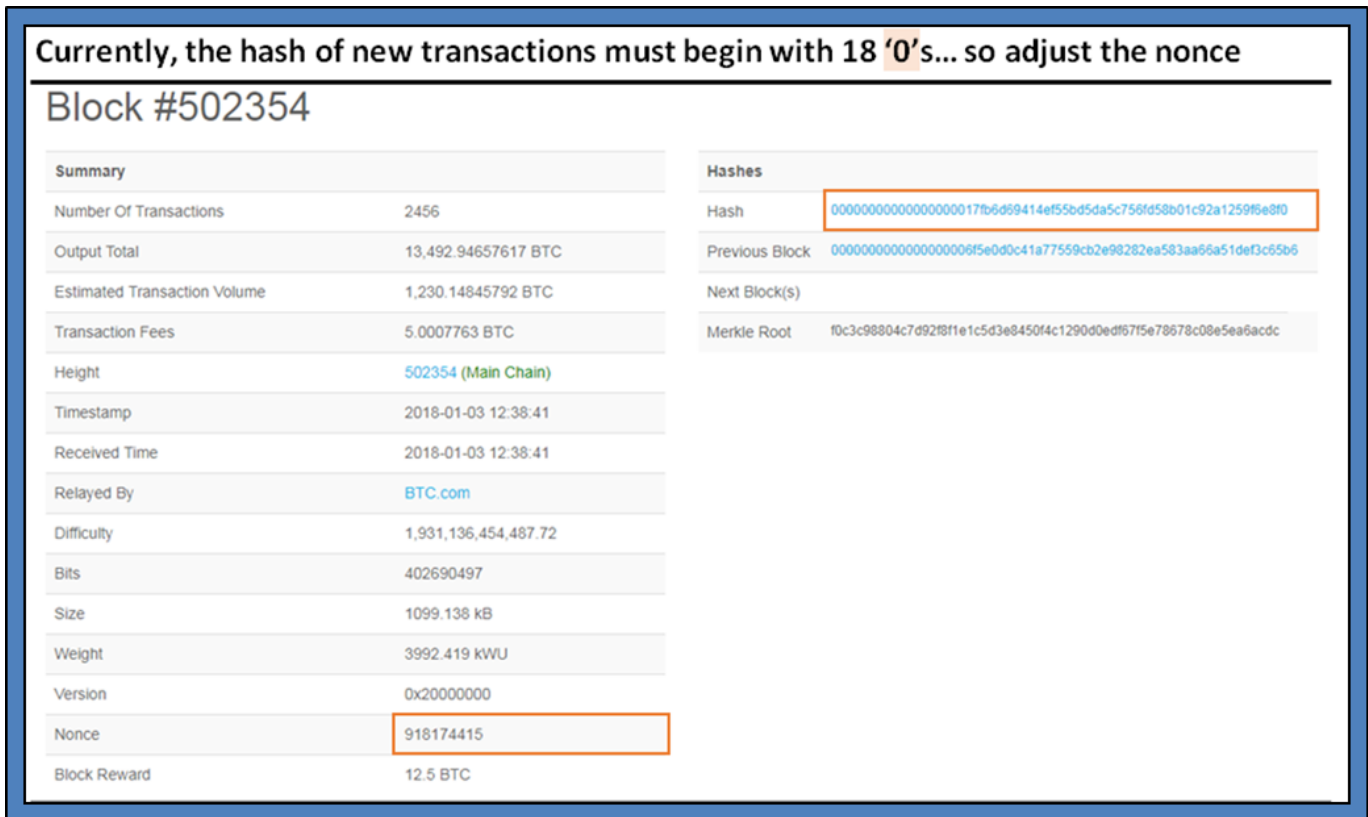 Currently, the hash of new transactions must begin with 18 ‘0’s... so adjust the nonce
Block #502354
Summary
Number Of Transactions 2456
Output Total 13,492.94657617 BTC
Estimated Transaction Volume 1,230.14845792 BTC
Transaction Fees 5.0007763 BTC
Height 502354 (Main Chain)
Timestamp 2018-01-03 12:38:41
Received Time 2018-01-03 12:38:41
Relayed By BTC.com
Difficulty 1,931,136,454,487.72
Bits 402690497
Size 1099.138 kB
Weight 3992.419 kWU
Version 0x20000000
Nonce 918174415
Block Reward 12.5 BTC
Hashes
Hash 00000000000000000017fb6d69414ef55bd5da5c756fd58b01c92a1259f6e8f0
Previous Block 0000000000000000006f5e0d0c41a77559cb2e98282ea583aa66a51def3c65b6
Next Block(s)
Merkle Root f0c3c98804c7d92f8f1e1c5d3e8450f4c1290d0edf67f5e78678c08e5ea6acdc